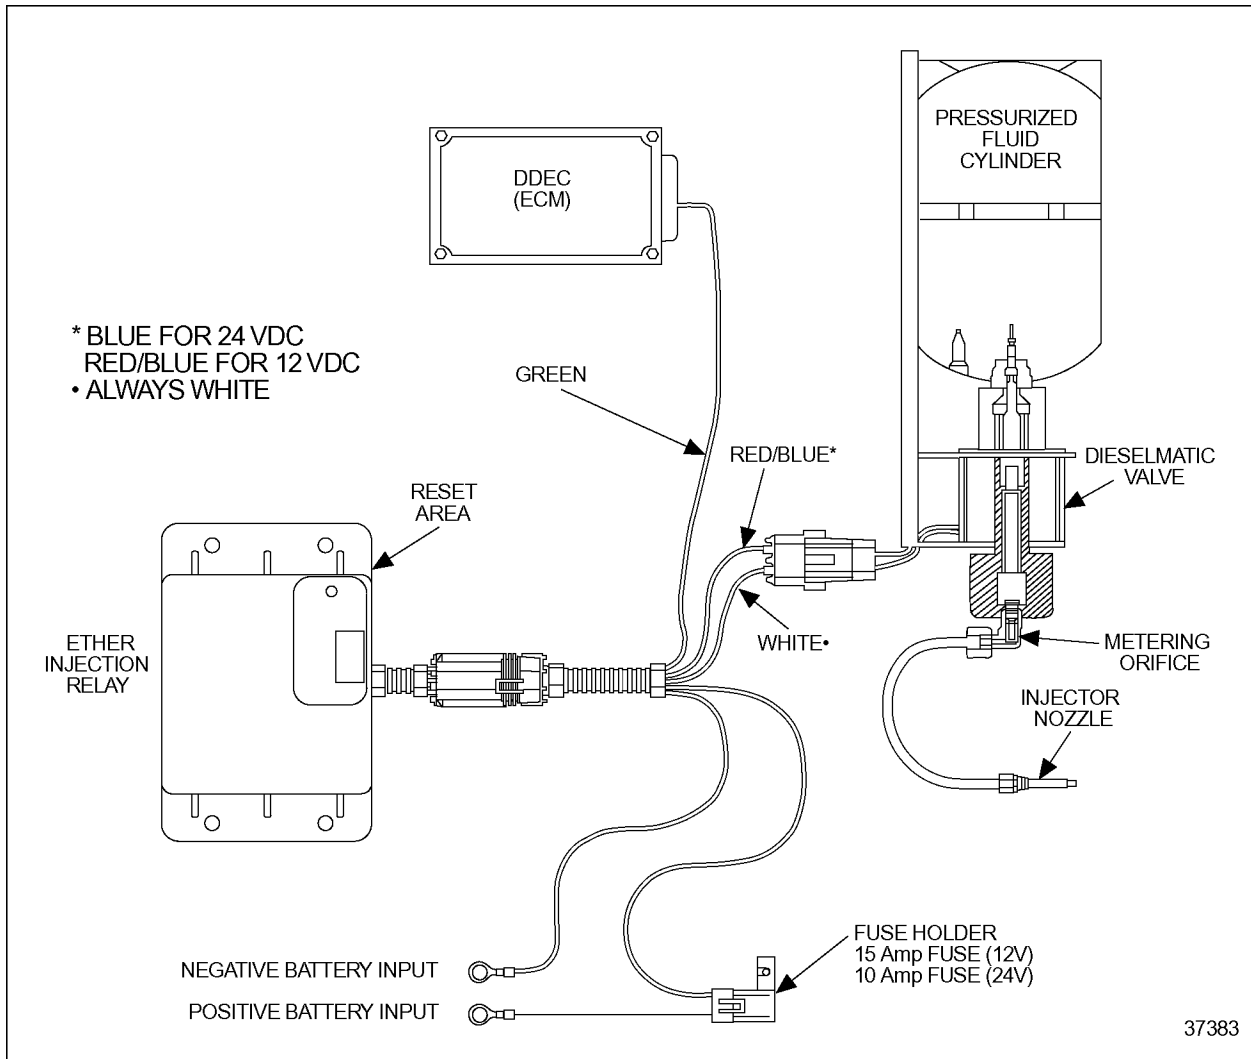 PRESSURIZED
FLUID
CYLINDER
DDEC
(ECM)
* BLUE FOR 24 VDC
RED/BLUE FOR 12 VDC
• ALWAYS WHITE
GREEN
RED/BLUE*
DIESELMATIC
VALVE
RESET
AREA
ETHER
INJECTION
RELAY
WHITE•
METERING
ORIFICE
INJECTOR
NOZZLE
FUSE HOLDER
15 Amp FUSE (12V)
10 Amp FUSE (24V)
NEGATIVE BATTERY INPUT
POSITIVE BATTERY INPUT
37383